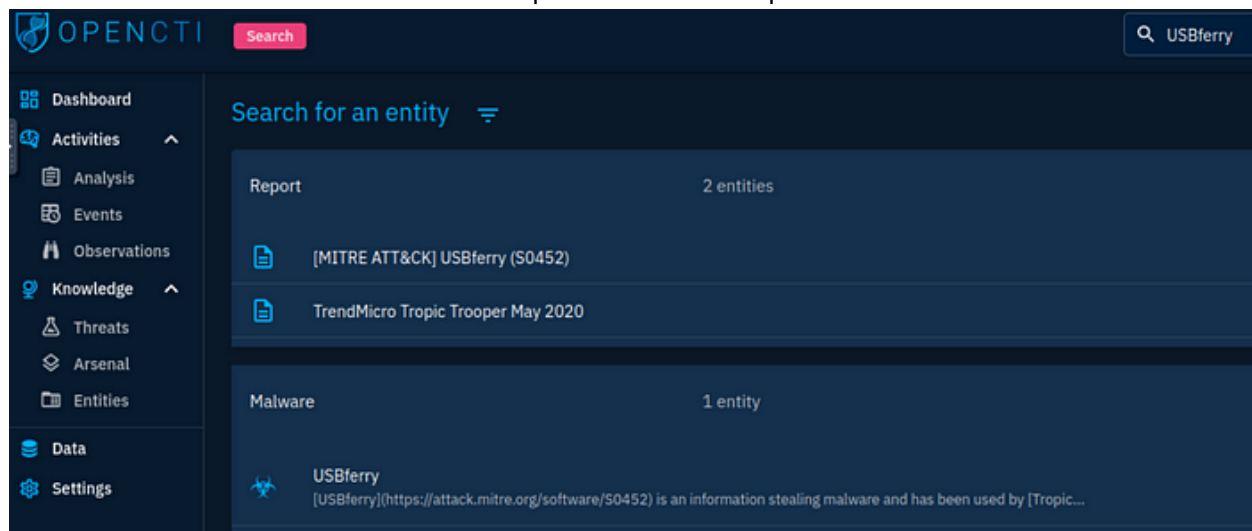 OPENCTI
Search
USBferry
Dashboard
Activities
Analysis
Events
Observations
Knowledge
Threats
Arsenal
Entities
Data
Settings
Search for an entity
Report 2 entities
[MITRE ATT&CK] USBferry (S0452)
TrendMicro Tropic Trooper May 2020
Malware 1 entity
USBferry
[USBferry](https://attack.mitre.org/software/S0452) is an information stealing malware and has been used by [Tropic...